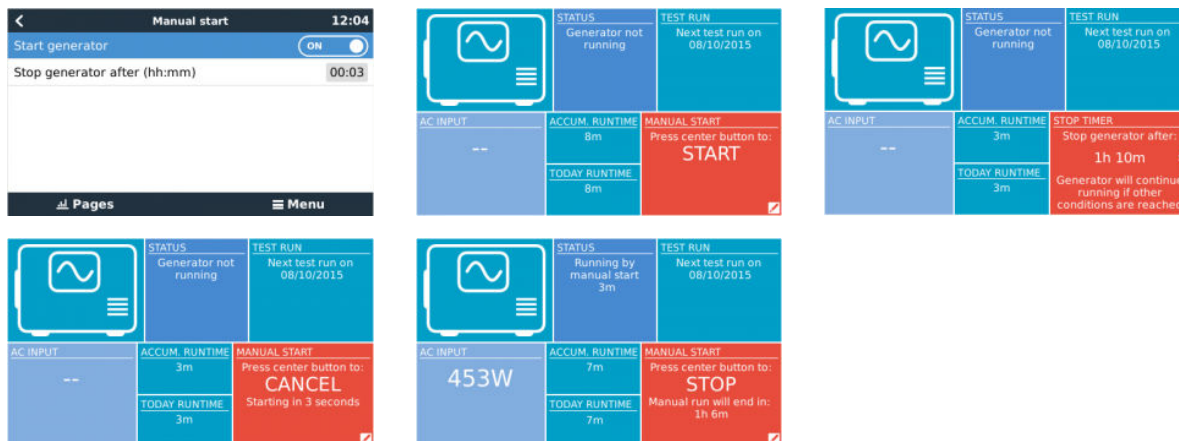 Manual start 12:04
Start generator ON
Stop generator after (hh:mm) 00:03
Pages Menu
STATUS
Generator not
running
TEST RUN
Next test run on
08/10/2015
AC INPUT
--
ACCUM. RUNTIME
8m
TODAY RUNTIME
8m
MANUAL START
Press center button to:
START
STATUS
Generator not
running
TEST RUN
Next test run on
08/10/2015
AC INPUT
--
ACCUM. RUNTIME
3m
TODAY RUNTIME
3m
STOP TIMER
Stop generator after:
1h 10m
Generator will continue
running if other
conditions are reached
STATUS
Generator not
running
TEST RUN
Next test run on
08/10/2015
AC INPUT
--
ACCUM. RUNTIME
3m
TODAY RUNTIME
3m
MANUAL START
Press center button to:
CANCEL
Starting in 3 seconds
STATUS
Running by
manual start
3m
TEST RUN
Next test run on
08/10/2015
AC INPUT
453W
ACCUM. RUNTIME
7m
TODAY RUNTIME
7m
MANUAL START
Press center button to:
STOP
Manual run will end in:
1h 6m